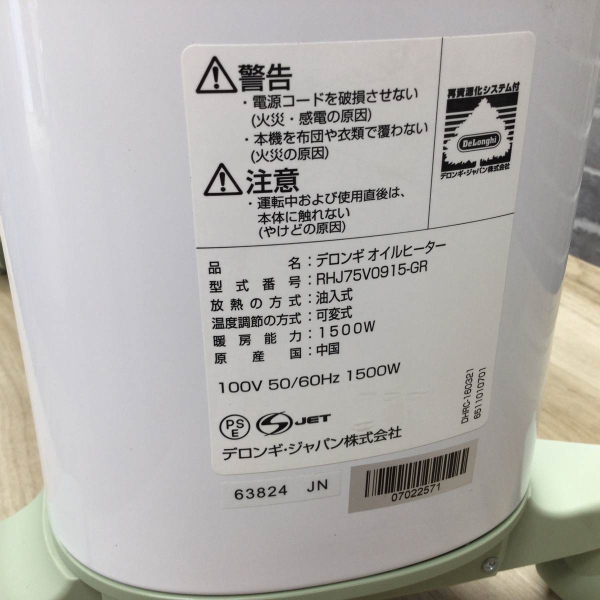 警告
・電源コードを破損させない
(火災・感電の原因)
・本機を布団や衣類で覆わない
(火災の原因)
注意
・運転中および使用直後は、
本体に触れない
(やけどの原因)
再資源化システム付
DeLonghi
デロンギ・ジャパン株式会社
品名：デロンギ オイルヒーター
型式番号：RHJ75V0915-GR
放熱の方式：油入式
温度調節の方式：可変式
暖房能力：1500W
原産国：中国
100V 50/60Hz 1500W
PSE
JET
デロンギ・ジャパン株式会社
DHRC-160321
6511010701
63824 JN
07022571